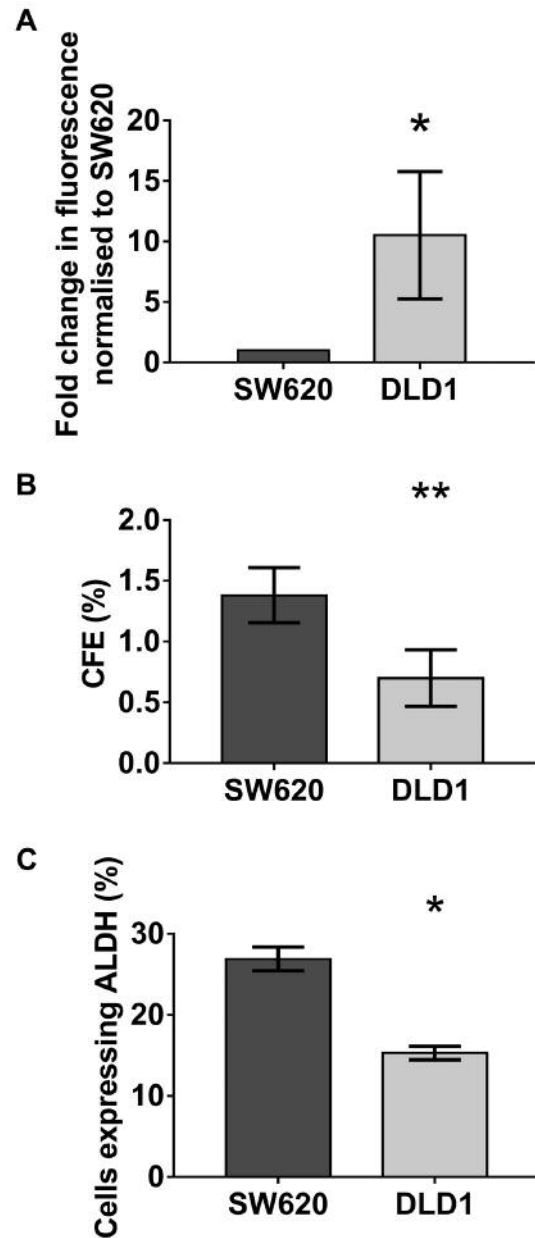 A
Fold change in fluorescence
normalised to SW620
20
15
10
5
0
*
SW620 DLD1
B
CFE (%)
2.0
1.5
1.0
0.5
0.0
**
SW620 DLD1
C
Cells expressing ALDH (%)
30
20
10
0
*
SW620 DLD1